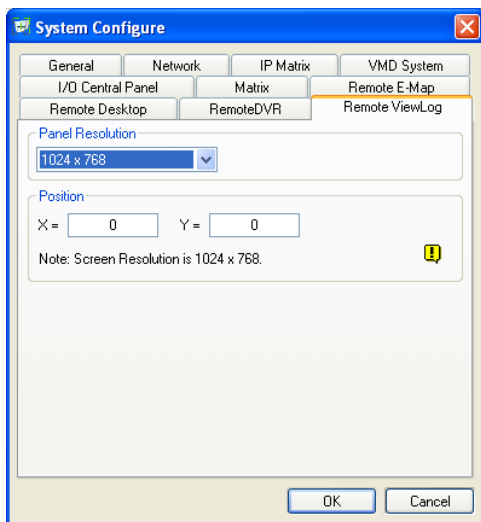 System Configure
General Network IP Matrix VMD System
I/O Central Panel Matrix Remote E-Map
Remote Desktop RemoteDVR Remote ViewLog
Panel Resolution
1024 x 768
Position
X = 0 Y = 0
Note: Screen Resolution is 1024 x 768.
OK Cancel